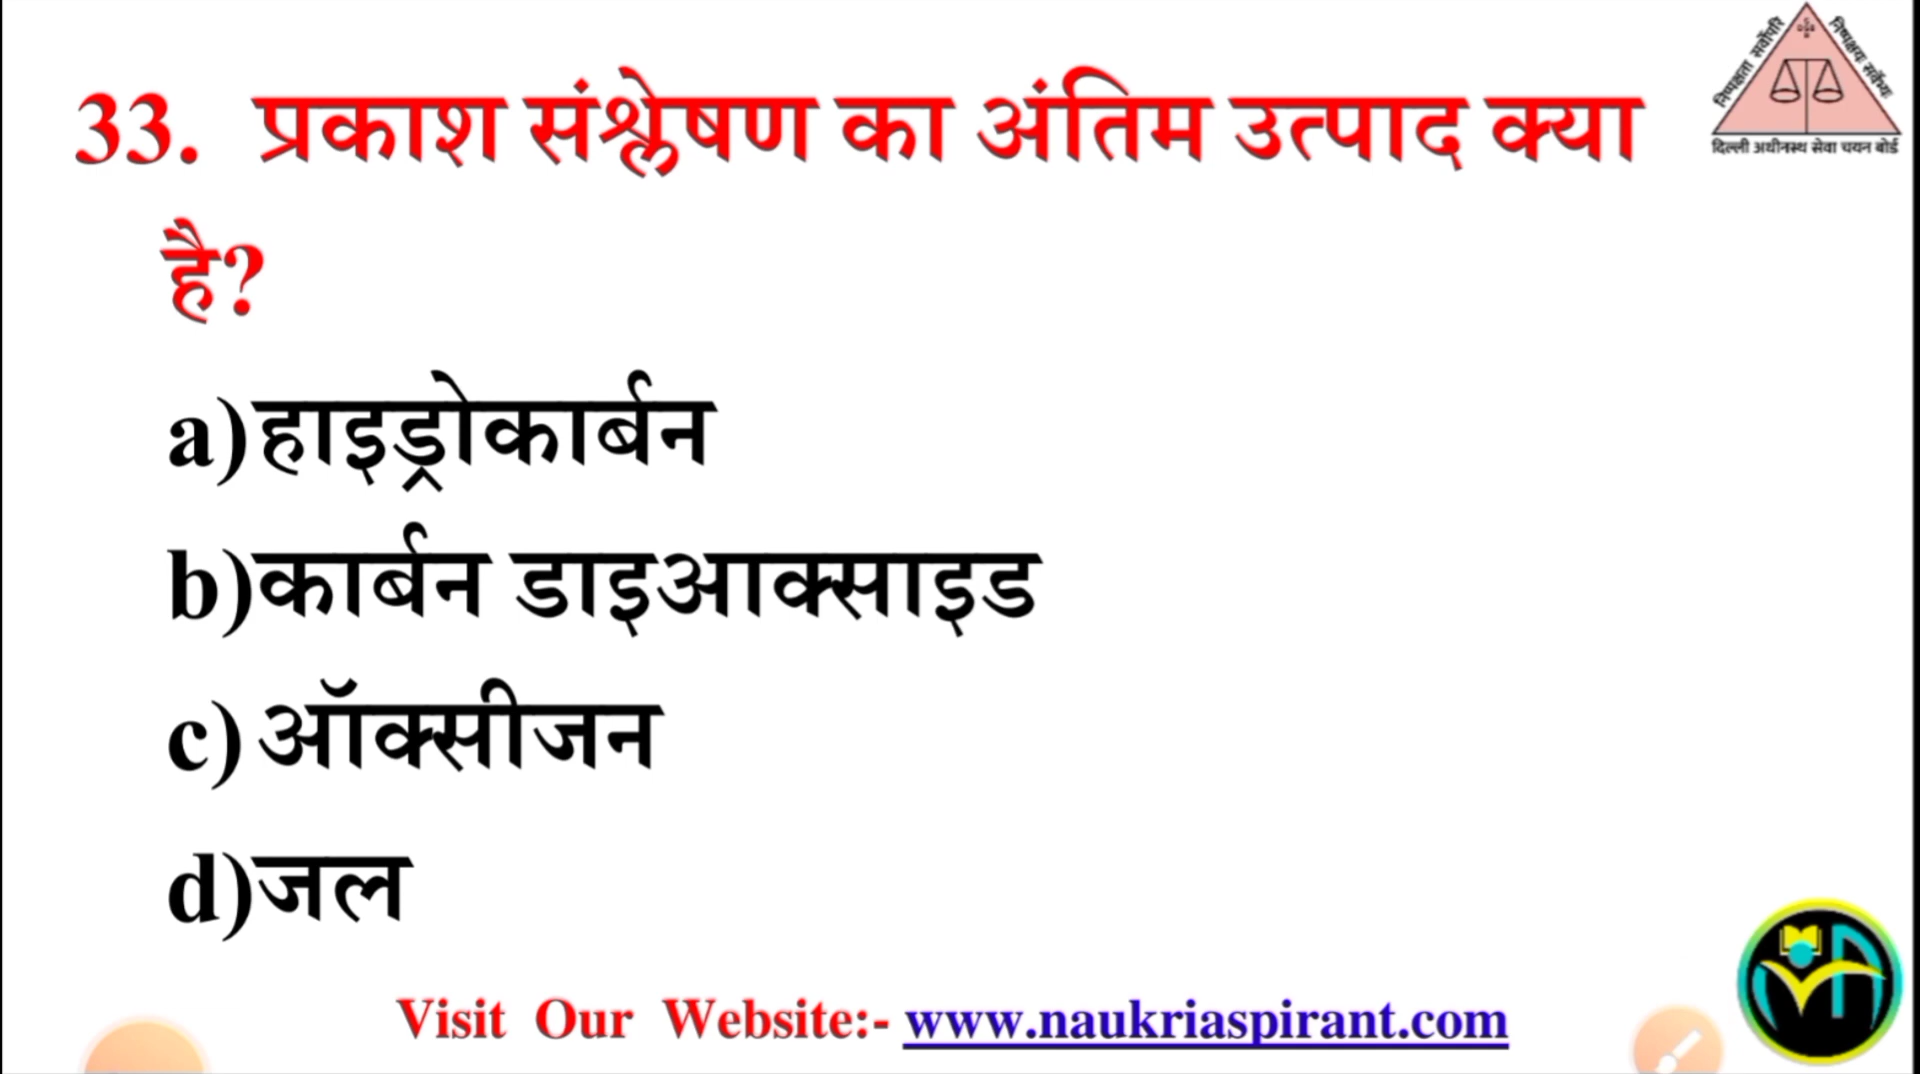 33. प्रकाश संश्लेषण का अंतिम उत्पाद क्या
है?
a)हाइड्रोकार्बन
b)कार्बन डाइआक्साइड
c)ऑक्सीजन
d)जल
Visit Our Website:- www.naukriaspirant.com
दिल्ली अधीनस्थ सेवा चयन बोर्ड